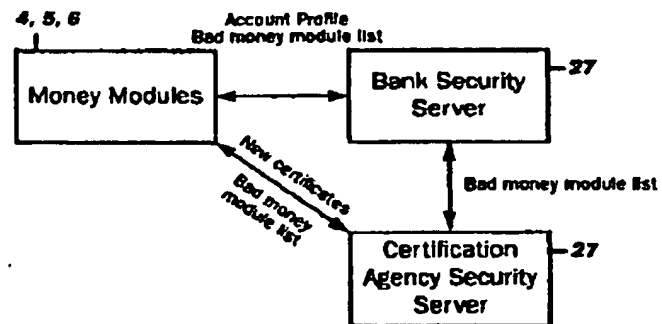 4, 5, 6
Account Profile
Bad money module list
Money Modules
Bank Security
Server
27
New certificates
Bad money
module list
Bad money module list
Certification
Agency Security
Server
27